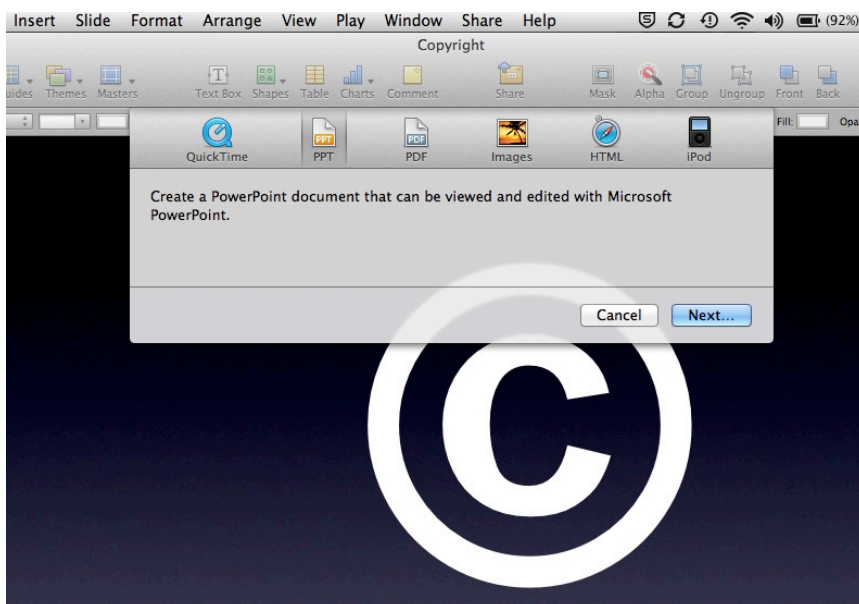 Insert Slide Format Arrange View Play Window Share Help (92%)
Copyright
uides Themes Masters Text Box Shapes Table Charts Comment Share Mask Alpha Group Ungroup Front Back
Fill: Opa
PPT PDF
QuickTime PPT PDF Images HTML iPod
Create a PowerPoint document that can be viewed and edited with Microsoft
PowerPoint.
Cancel Next...
©